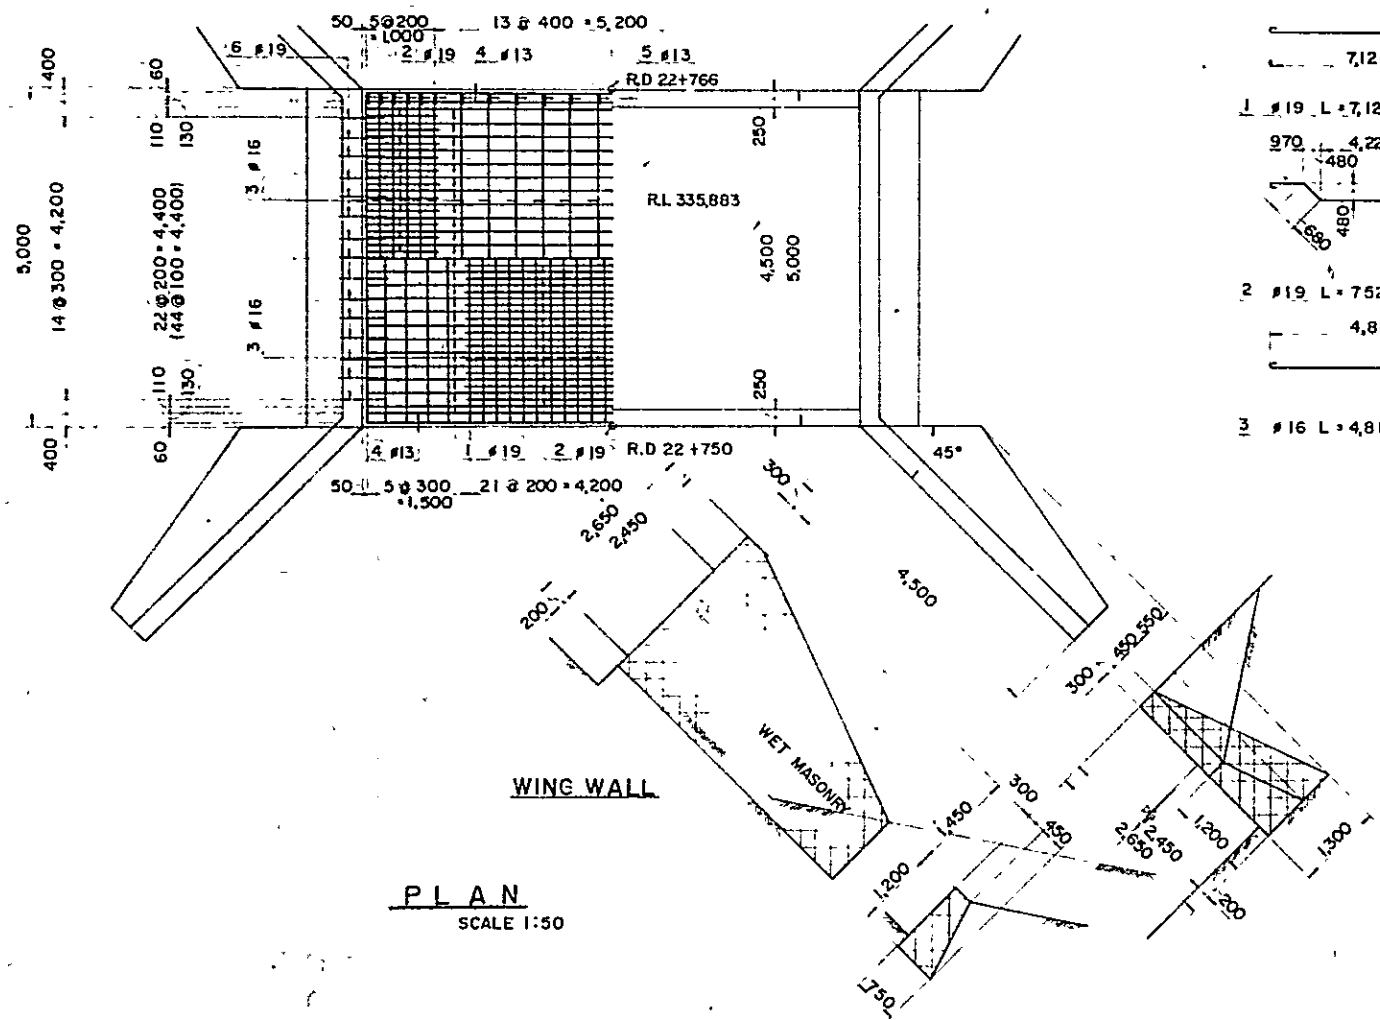 50 5@200 13 @ 400 = 5,200
=1,000
6 ø19 2 ø19 4 ø13 5 ø13
R.D 22+766
400
60
110
130
250
3 ø16
R.L 335,883
5,000
14 @ 300 = 4,200
22 @ 200 = 4,400
(44 @ 100 = 4,400)
4,500
5,000
3 ø16
110
130
250
400
60
4 ø13 1 ø19 2 ø19 R.D 22+750
45°
50 5 @ 300 21 @ 200 = 4,200
=1,500
7,12
1 ø19 L=7,12
970 4,22
480
680
480
2 ø19 L=7,52
4,8
3 ø16 L=4,81
300
2,650
2,450
200
4,500
300 450 550
WET MASONRY
WING WALL
300
450
450
1,200
2,450
2,650
1,200
1,300
200
750
PLAN
SCALE 1:50